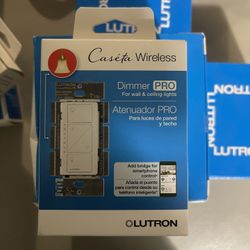 Caséta Wireless
Dimmer PRO
For wall & ceiling lights
Atenuador PRO
Para luces de pared
y techo
Add bridge for
smartphone
control
Añada el puente
para control desde su
teléfono inteligente
LUTRON
LUTRON
LUTRON
LUTRON